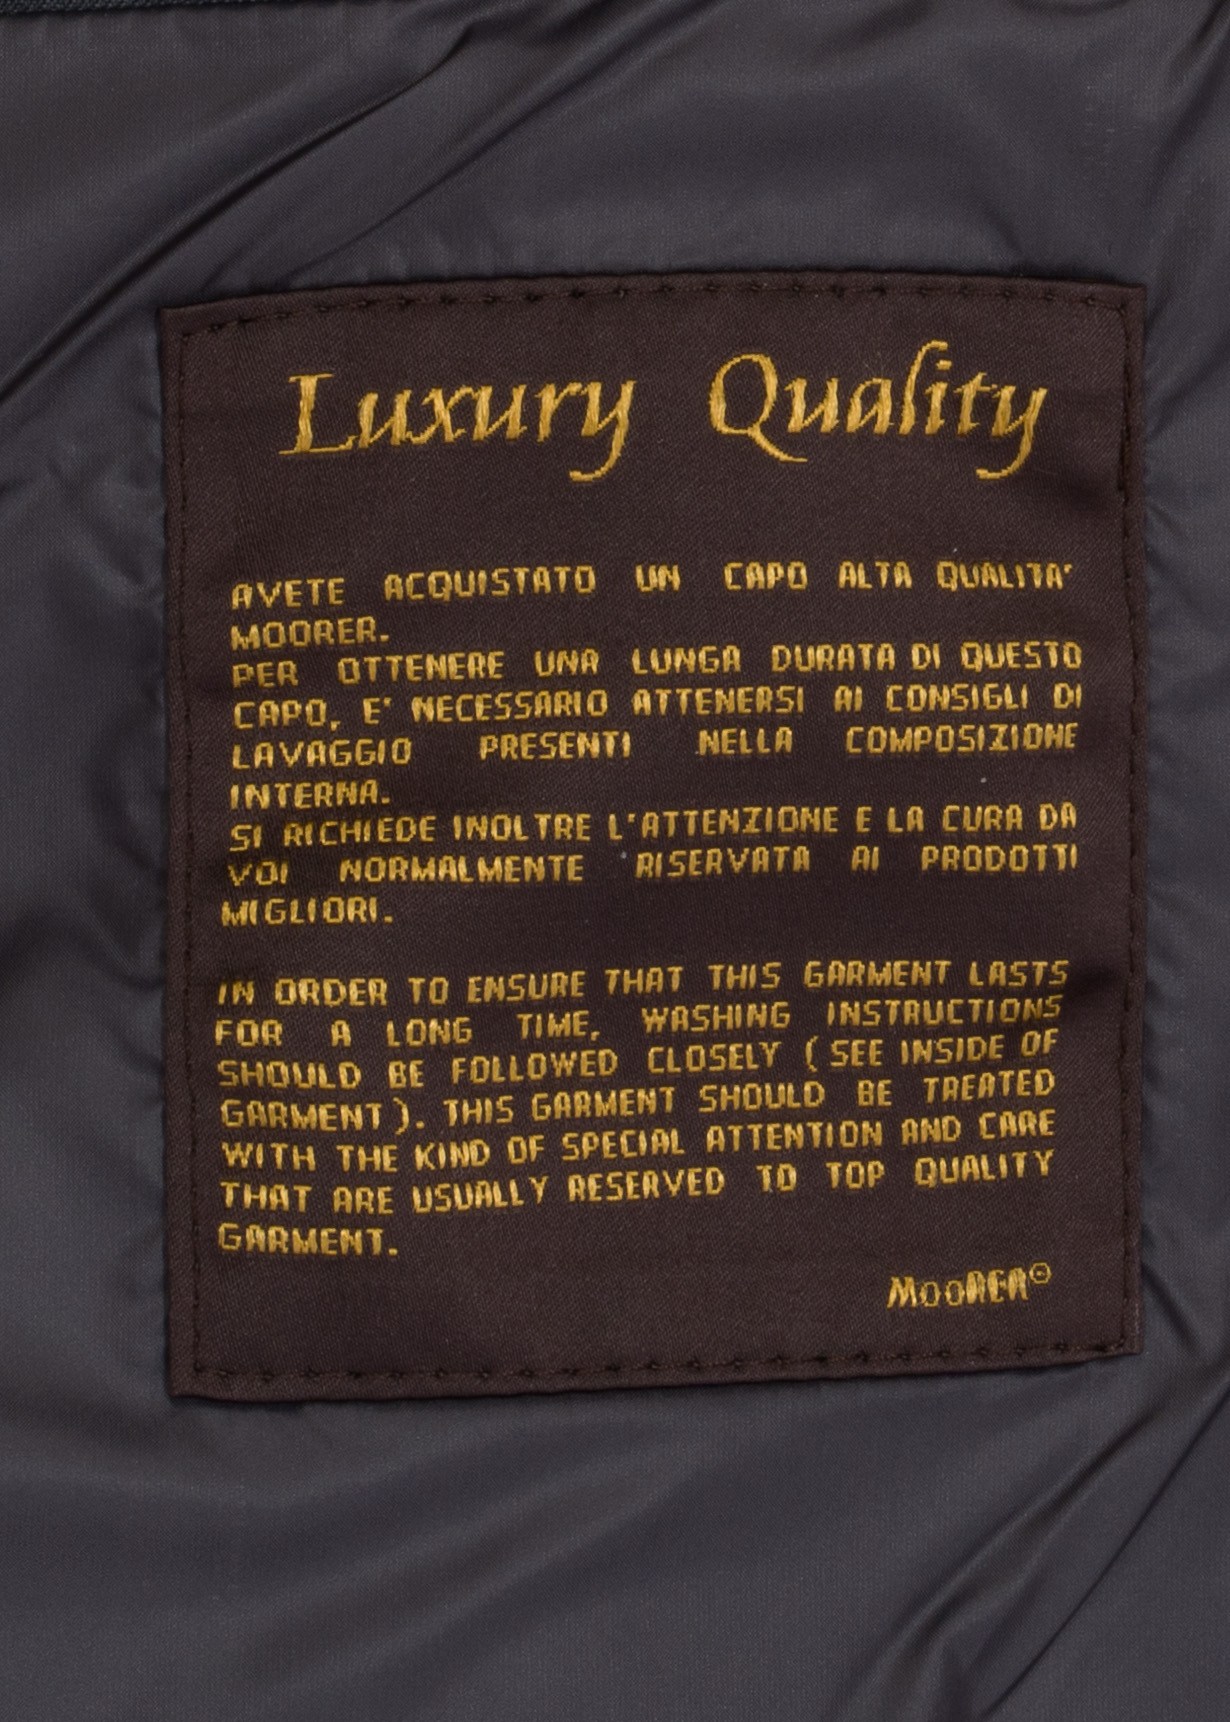 Luxury Quality
AVETE ACQUISTATO UN CAPO ALTA QUALITA'
MOORER.
PER OTTENERE UNA LUNGA DURATA DI QUESTO
CAPO, E' NECESSARIO ATTENERSI AI CONSIGLI DI
LAVAGGIO PRESENTI NELLA COMPOSIZIONE
INTERNA.
SI RICHIEDE INOLTRE L'ATTENZIONE E LA CURA DA
VOI NORMALMENTE RISERVATA AI PRODOTTI
MIGLIORI.
IN ORDER TO ENSURE THAT THIS GARMENT LASTS
FOR A LONG TIME, WASHING INSTRUCTIONS
SHOULD BE FOLLOWED CLOSELY (SEE INSIDE OF
GARMENT). THIS GARMENT SHOULD BE TREATED
WITH THE KIND OF SPECIAL ATTENTION AND CARE
THAT ARE USUALLY RESERVED TO TOP QUALITY
GARMENT.
MOORER®